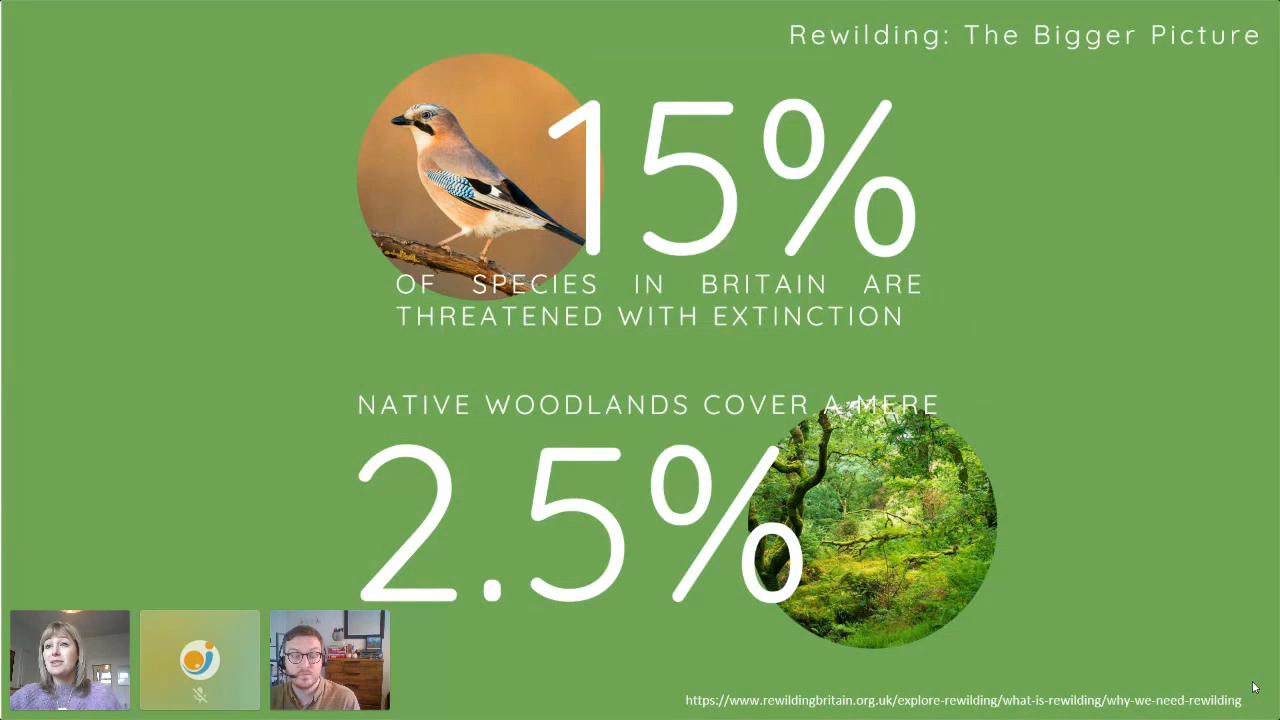 Rewilding: The Bigger Picture
15%
OF SPECIES IN BRITAIN ARE
THREATENED WITH EXTINCTION
NATIVE WOODLANDS COVER A MERE
2.5%
https://www.rewildingbritain.org.uk/explore-rewilding/what-is-rewilding/why-we-need-rewilding